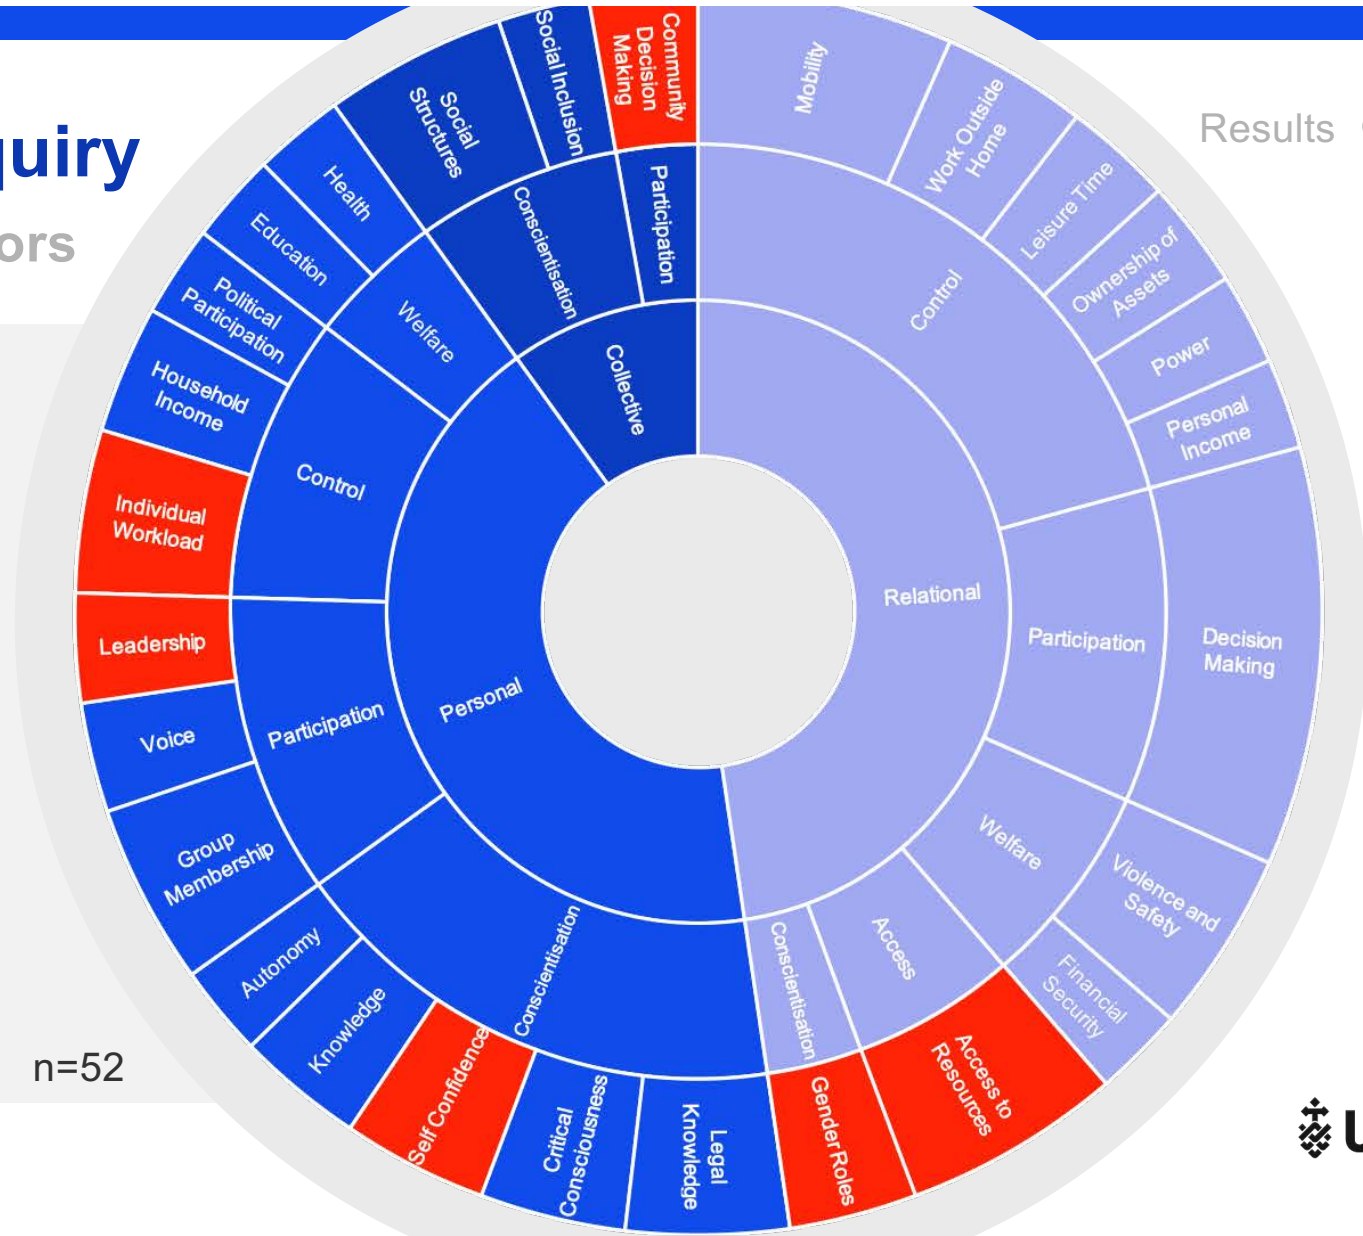 quiry
ors
Results
n=52
U
Collective
Relational
Personal
Conscientisation
Participation
Control
Participation
Welfare
Access
Conscientisation
Conscientisation
Participation
Control
Welfare
Social
Structures
Social Inclusion
Community
Decision
Making
Mobility
Work Outside
Home
Leisure Time
Ownership of
Assets
Power
Personal
Income
Decision
Making
Violence and
Safety
Financial
Security
Access to
Resources
Gender Roles
Legal
Knowledge
Critical
Consciousness
Self Confidence
Knowledge
Autonomy
Group
Membership
Voice
Leadership
Individual
Workload
Household
Income
Political
Participation
Education
Health